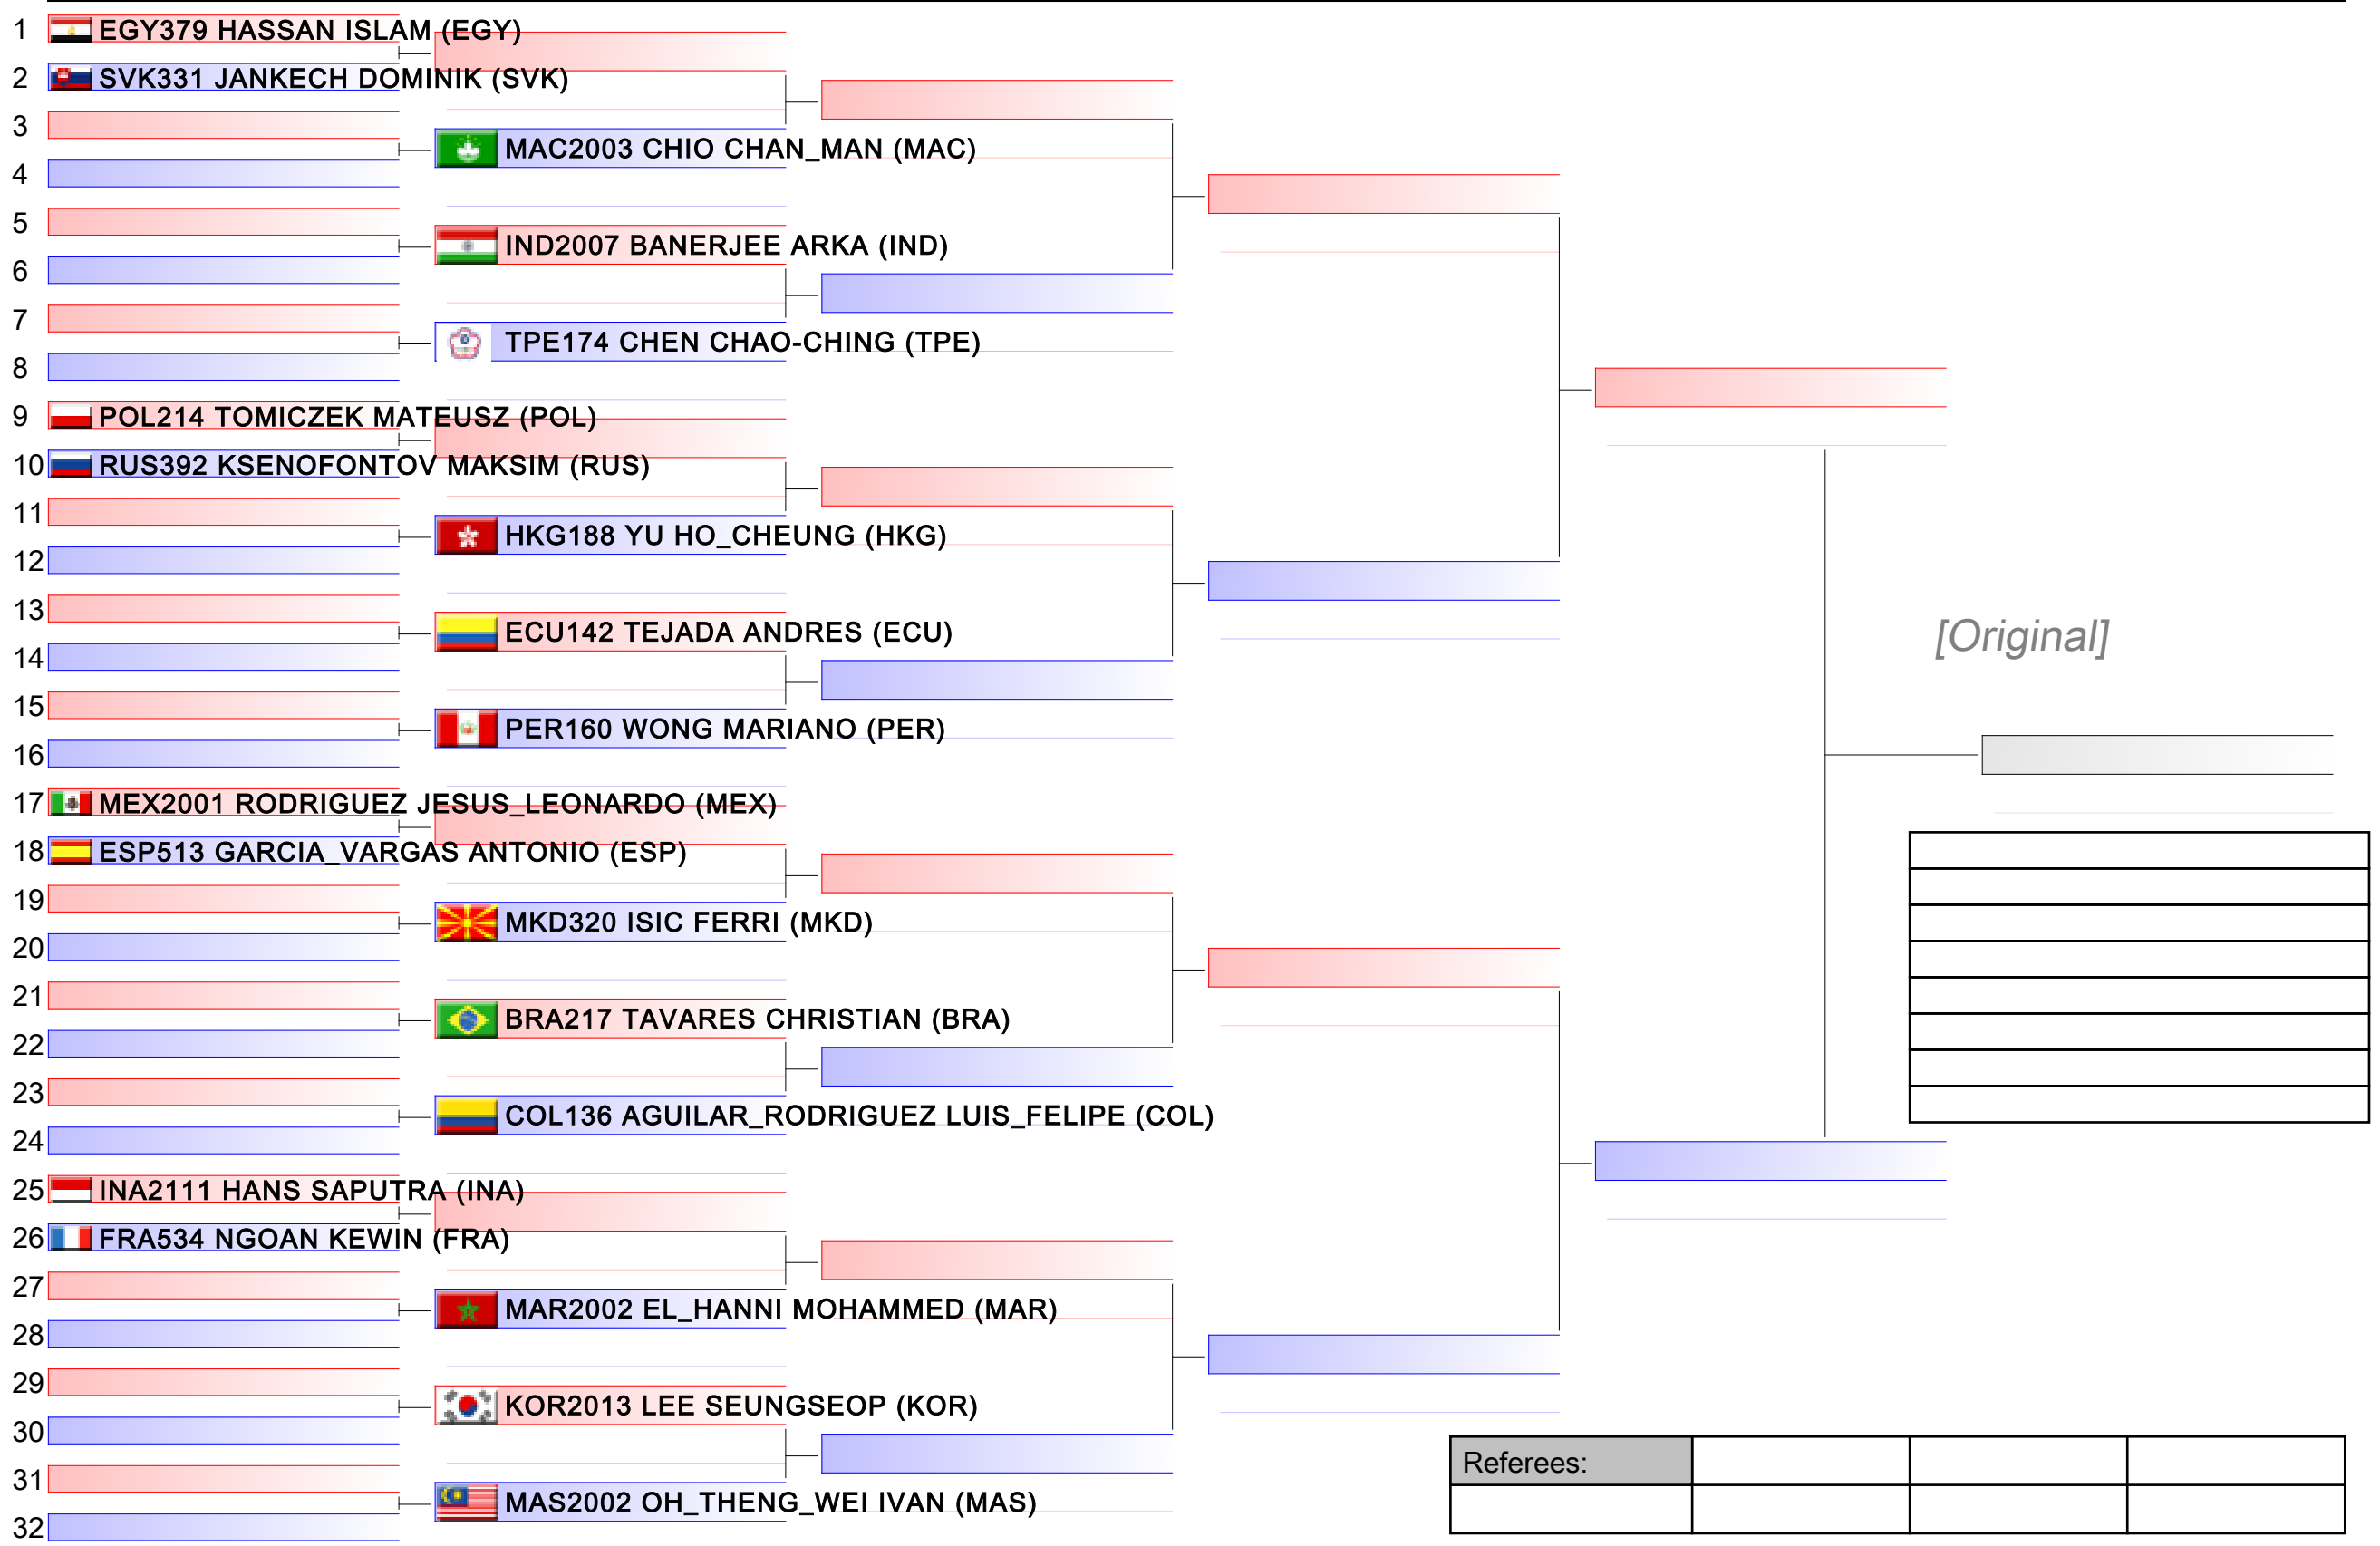 1 EGY379 HASSAN ISLAM (EGY)
2 SVK331 JANKECH DOMINIK (SVK)
3
MAC2003 CHIO CHAN_MAN (MAC)
4
5
IND2007 BANERJEE ARKA (IND)
6
7
TPE174 CHEN CHAO-CHING (TPE)
8
9 POL214 TOMICZEK MATEUSZ (POL)
10 RUS392 KSENOFONTOV MAKSIM (RUS)
11
HKG188 YU HO_CHEUNG (HKG)
12
13
ECU142 TEJADA ANDRES (ECU)
[Original]
14
15
PER160 WONG MARIANO (PER)
16
17 MEX2001 RODRIGUEZ JESUS_LEONARDO (MEX)
18 ESP513 GARCIA_VARGAS ANTONIO (ESP)
19
MKD320 ISIC FERRI (MKD)
20
21
BRA217 TAVARES CHRISTIAN (BRA)
22
23
COL136 AGUILAR_RODRIGUEZ LUIS_FELIPE (COL)
24
25 INA2111 HANS SAPUTRA (INA)
26 FRA534 NGOAN KEWIN (FRA)
27
MAR2002 EL_HANNI MOHAMMED (MAR)
28
29
KOR2013 LEE SEUNGSEOP (KOR)
30
Referees:
31
MAS2002 OH_THENG_WEI IVAN (MAS)
32